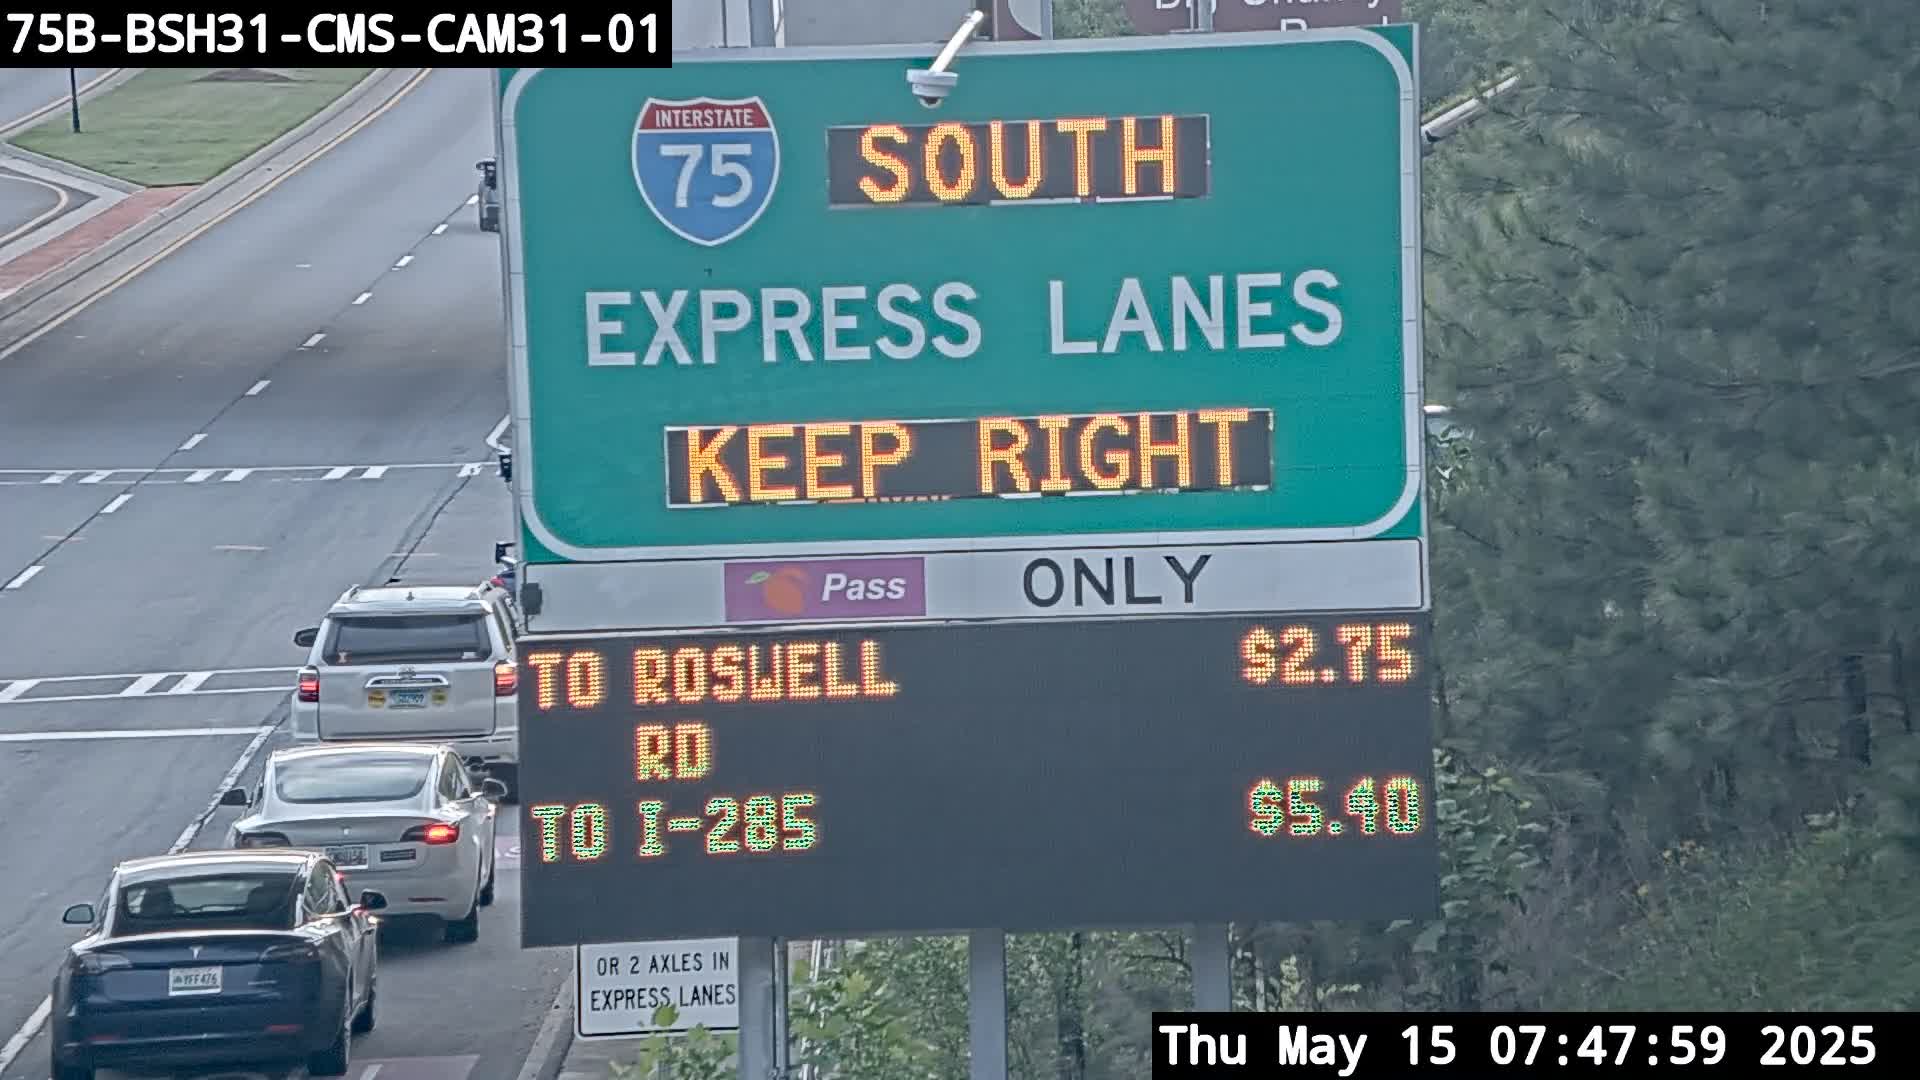 75B-BSH31-CMS-CAM31-01
INTERSTATE
75
SOUTH
EXPRESS LANES
KEEP RIGHT
Pass ONLY
TO ROSWELL $2.75
RD
TO I-285 $5.40
OR 2 AXLES IN
EXPRESS LANES
YFF476
Thu May 15 07:47:59 2025